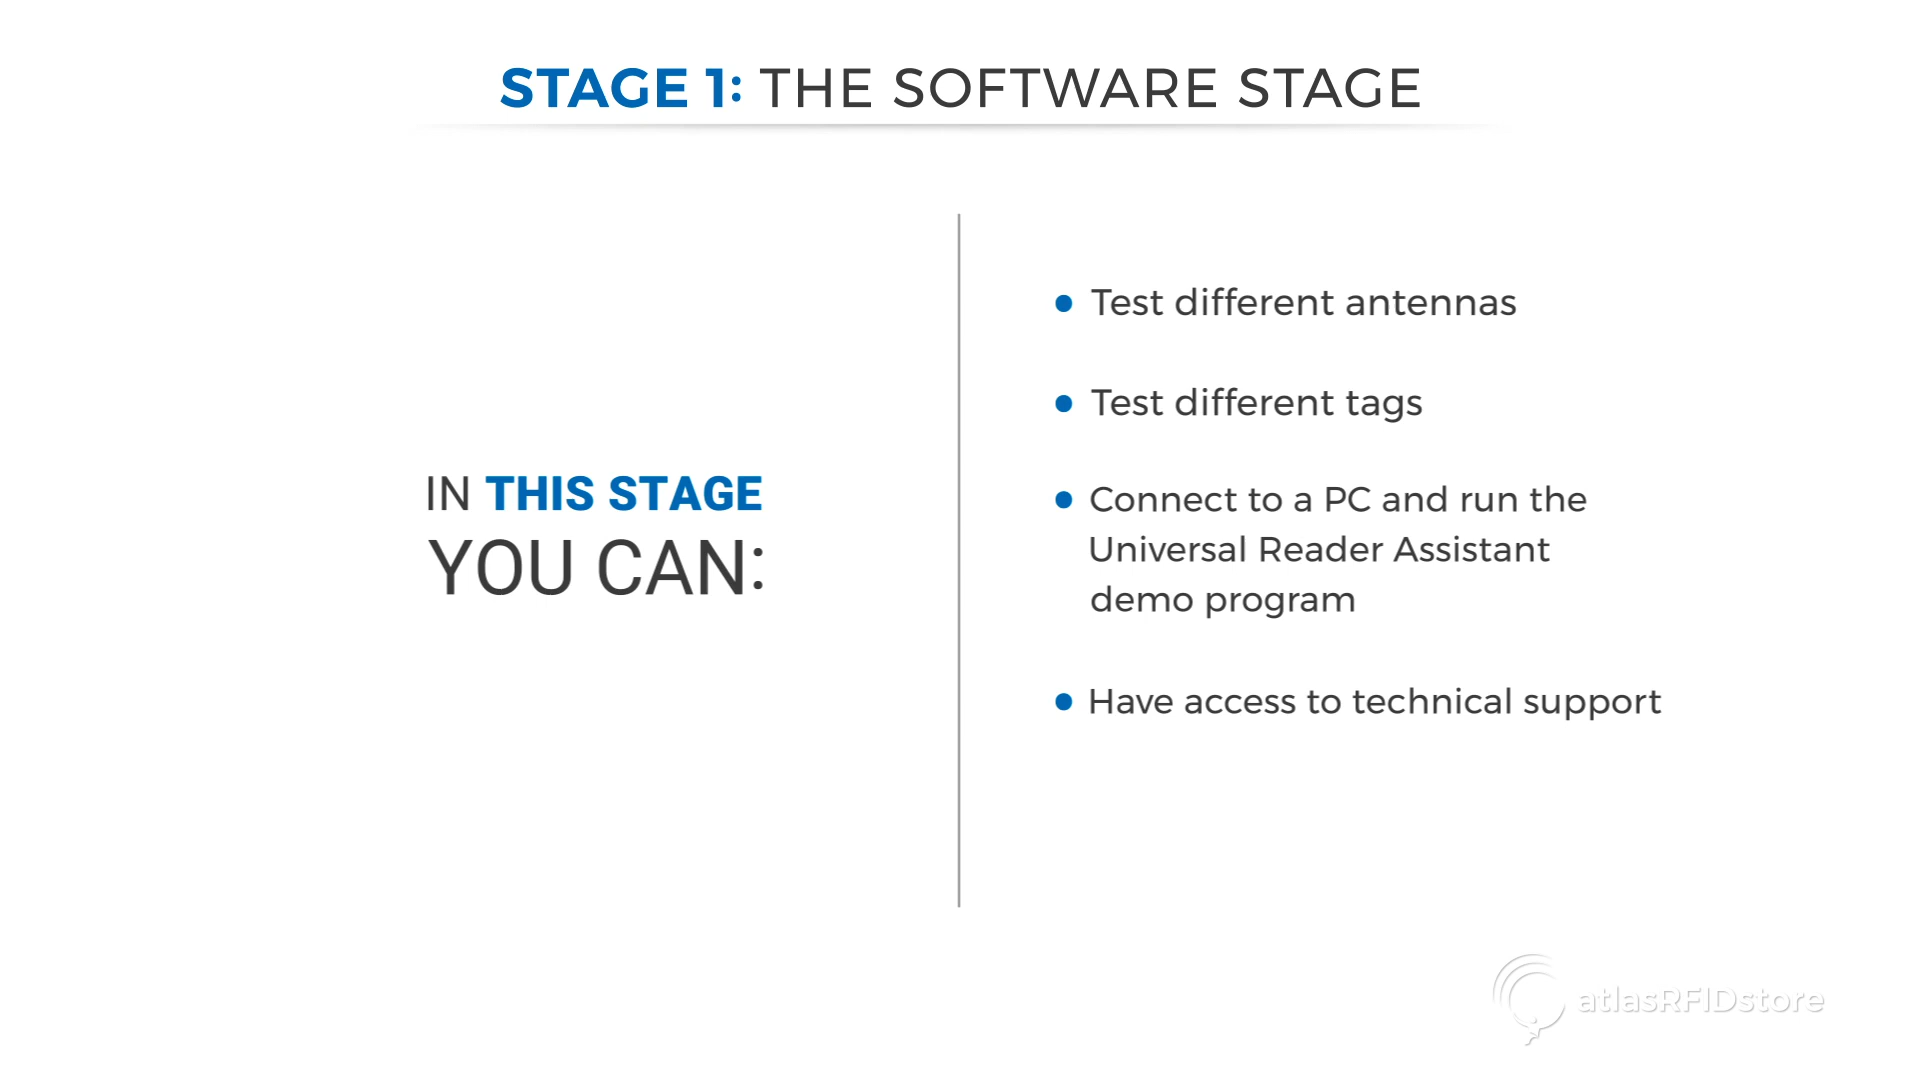 STAGE 1: THE SOFTWARE STAGE
IN THIS STAGE
YOU CAN:
Test different antennas
Test different tags
Connect to a PC and run the
Universal Reader Assistant
demo program
Have access to technical support
atlasRFIDstore